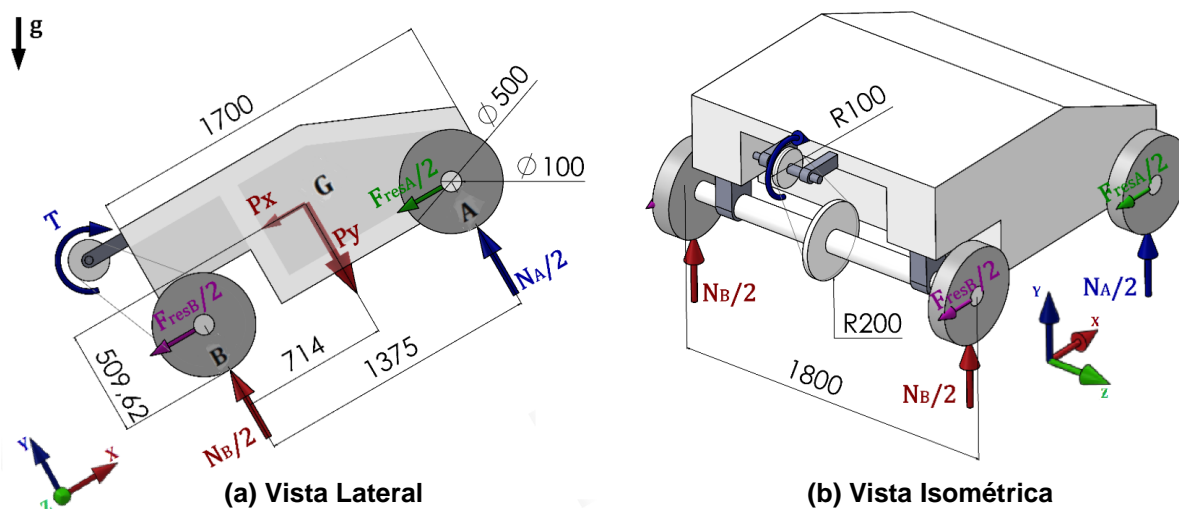 g
1700
500
100
G
Px
Py
FresA/2
A
T
NA/2
FresB/2
B
714
1375
509,62
NB/2
Y
X
Z
(a) Vista Lateral
R100
FresA/2
NB/2
FresB/2
NA/2
R200
Y
X
Z
1800
NB/2
(b) Vista Isométrica